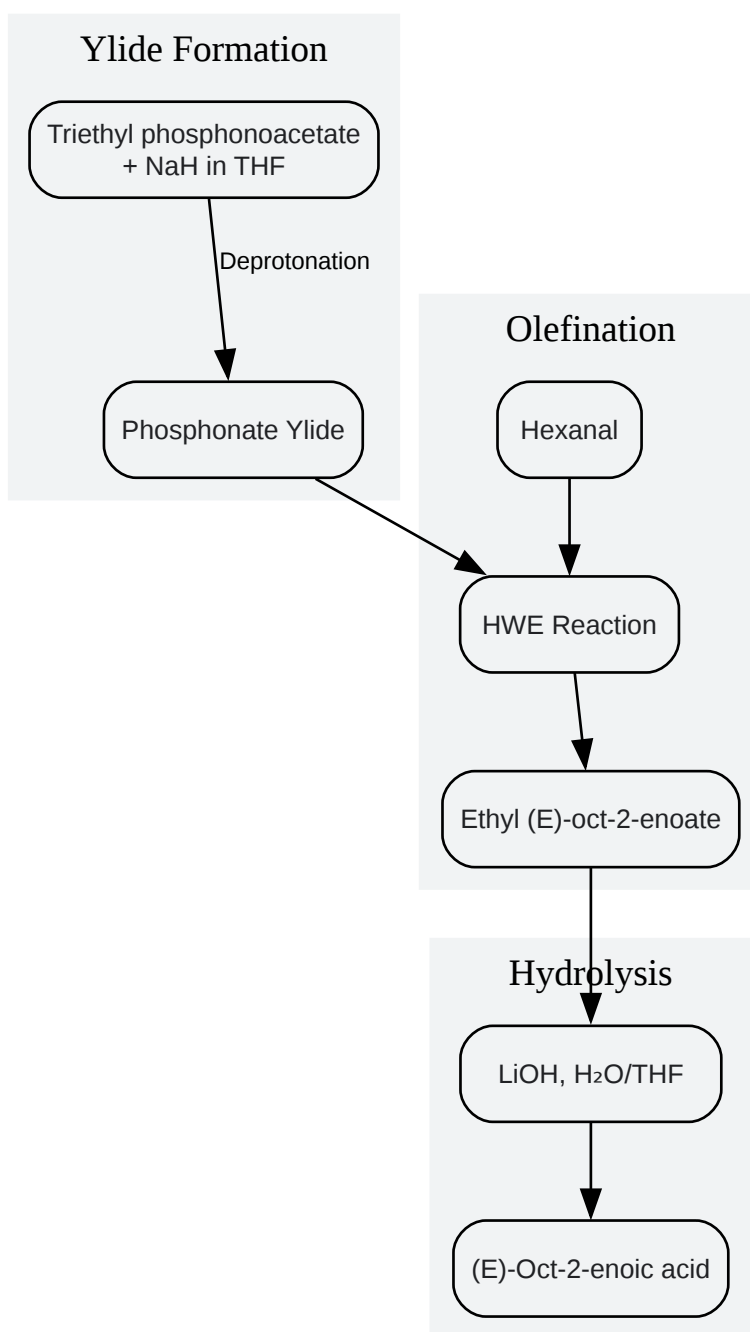 Ylide Formation
Triethyl phosphonoacetate
+ NaH in THF
Deprotonation
Phosphonate Ylide
Olefination
Hexanal
HWE Reaction
Ethyl (E)-oct-2-enoate
Hydrolysis
LiOH, H₂O/THF
(E)-Oct-2-enoic acid